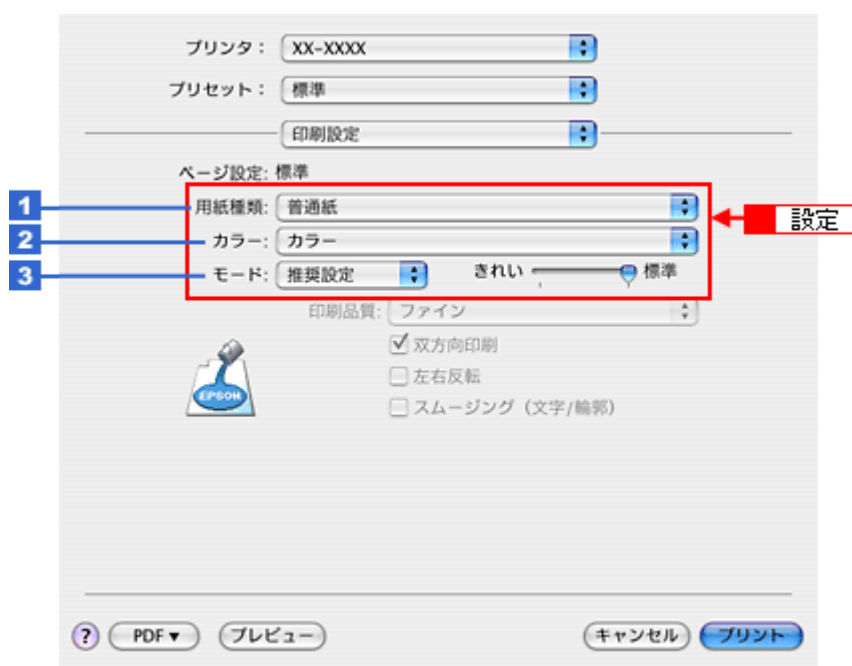 プリンタ： XX-XXXX
プリセット： 標準
印刷設定
ページ設定: 標準
1 用紙種類: 普通紙
設定
2 カラー: カラー
3 モード: 推奨設定 きれい 標準
印刷品質: ファイン
双方向印刷
左右反転
EPSON
スムージング（文字/輪郭）
? PDF▼ プレビュー キャンセル プリント